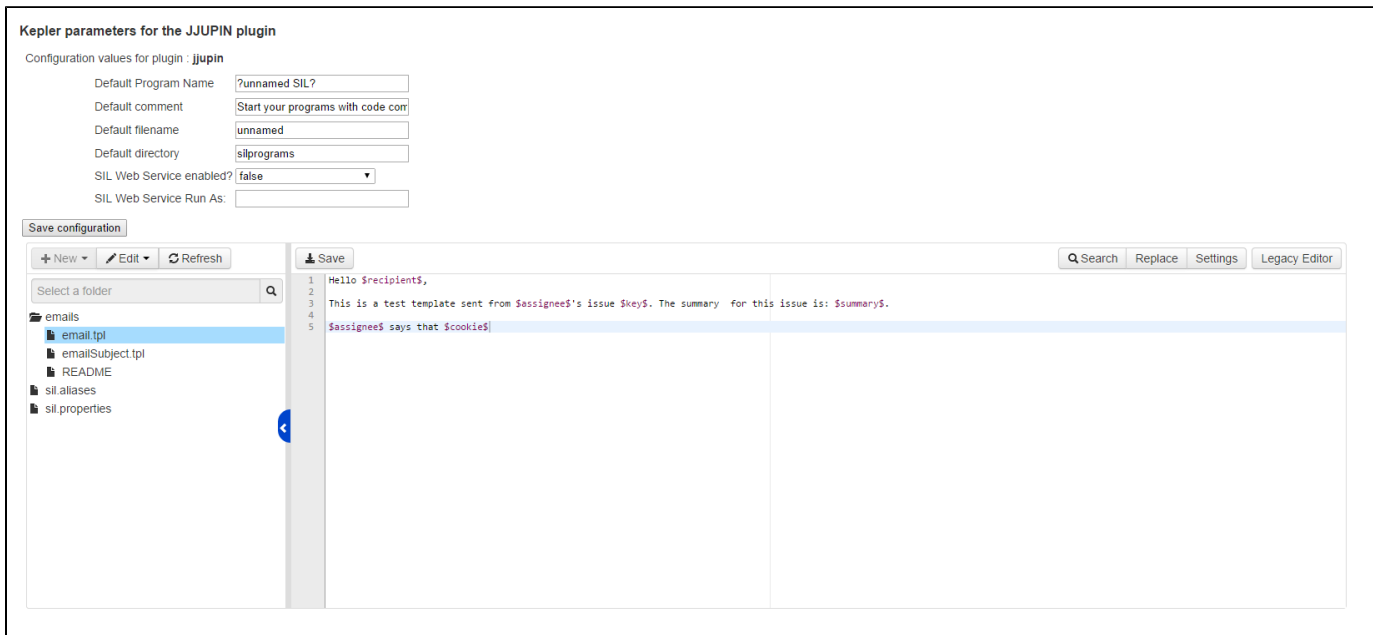 Kepler parameters for the JJUPIN plugin
Configuration values for plugin : jjupin
Default Program Name ?unnamed SIL?
Default comment Start your programs with code com
Default filename unnamed
Default directory silprograms
SIL Web Service enabled? false
SIL Web Service Run As:
Save configuration
New Edit Refresh Save Search Replace Settings Legacy Editor
Select a folder
emails
email.tpl
emailSubject.tpl
README
sil.aliases
sil.properties
1 Hello $recipient$,
2
3 This is a test template sent from $assignee$'s issue $key$. The summary  for this issue is: $summary$.
4
5 $assignee$ says that $cookie$